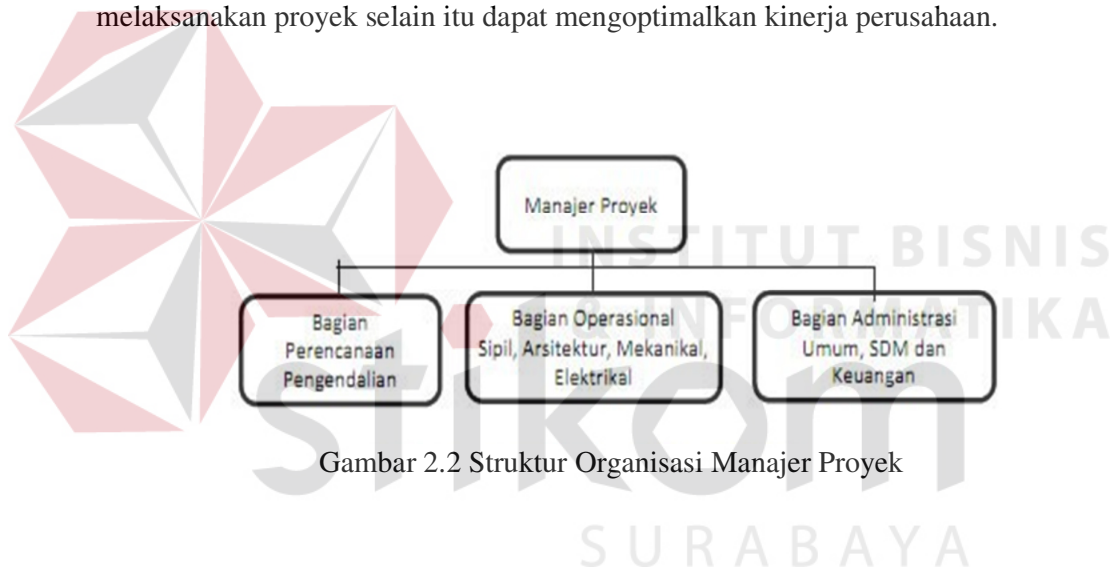 melaksanakan proyek selain itu dapat mengoptimalkan kinerja perusahaan.
Manajer Proyek
Bagian
Perencanaan
Pengendalian
Bagian Operasional
Sipil, Arsitektur, Mekanikal,
Elektrikal
Bagian Administrasi
Umum, SDM dan
Keuangan
INSTITUT BISNIS
& INFORMATIKA
stikom
SURABAYA
Gambar 2.2 Struktur Organisasi Manajer Proyek